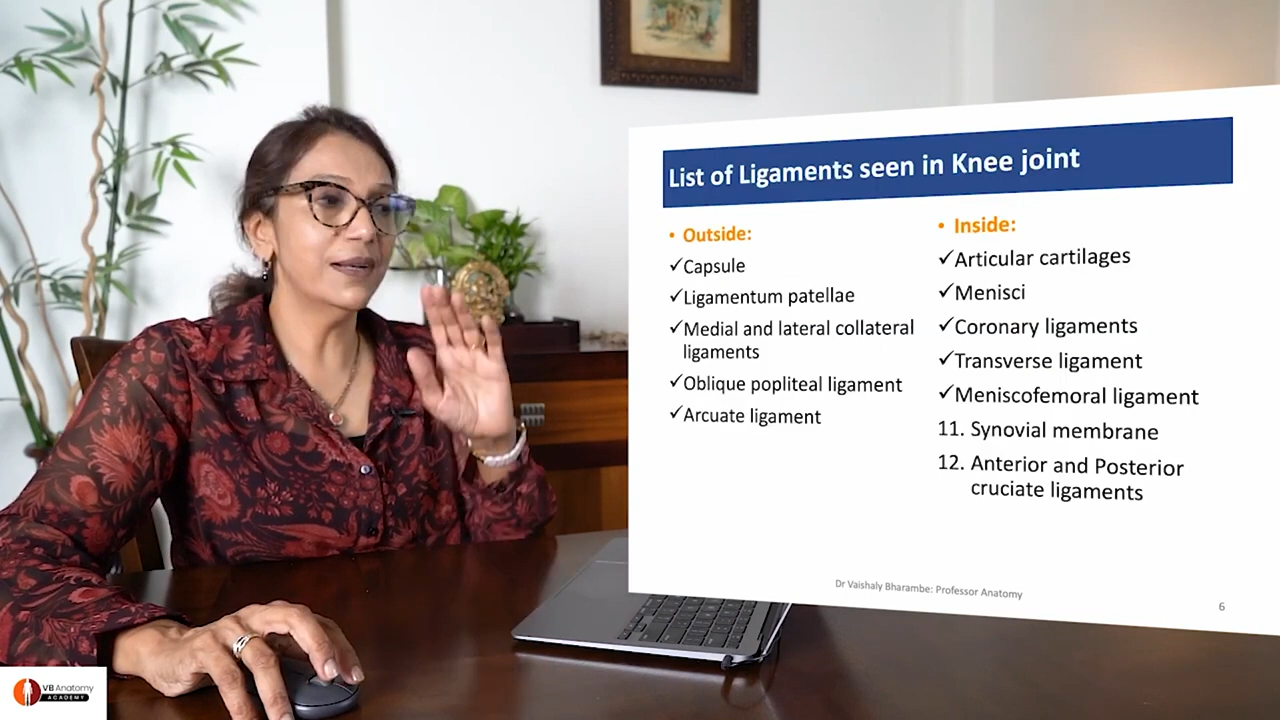 List of Ligaments seen in Knee joint
• Outside:
✓Capsule
✓Ligamentum patellae
✓Medial and lateral collateral
ligaments
✓Oblique popliteal ligament
✓Arcuate ligament
• Inside:
✓Articular cartilages
✓Menisci
✓Coronary ligaments
✓Transverse ligament
✓Meniscofemoral ligament
11. Synovial membrane
12. Anterior and Posterior
cruciate ligaments
Dr Vaishaly Bharambe: Professor Anatomy
6
VB Anatomy
ACADEMY